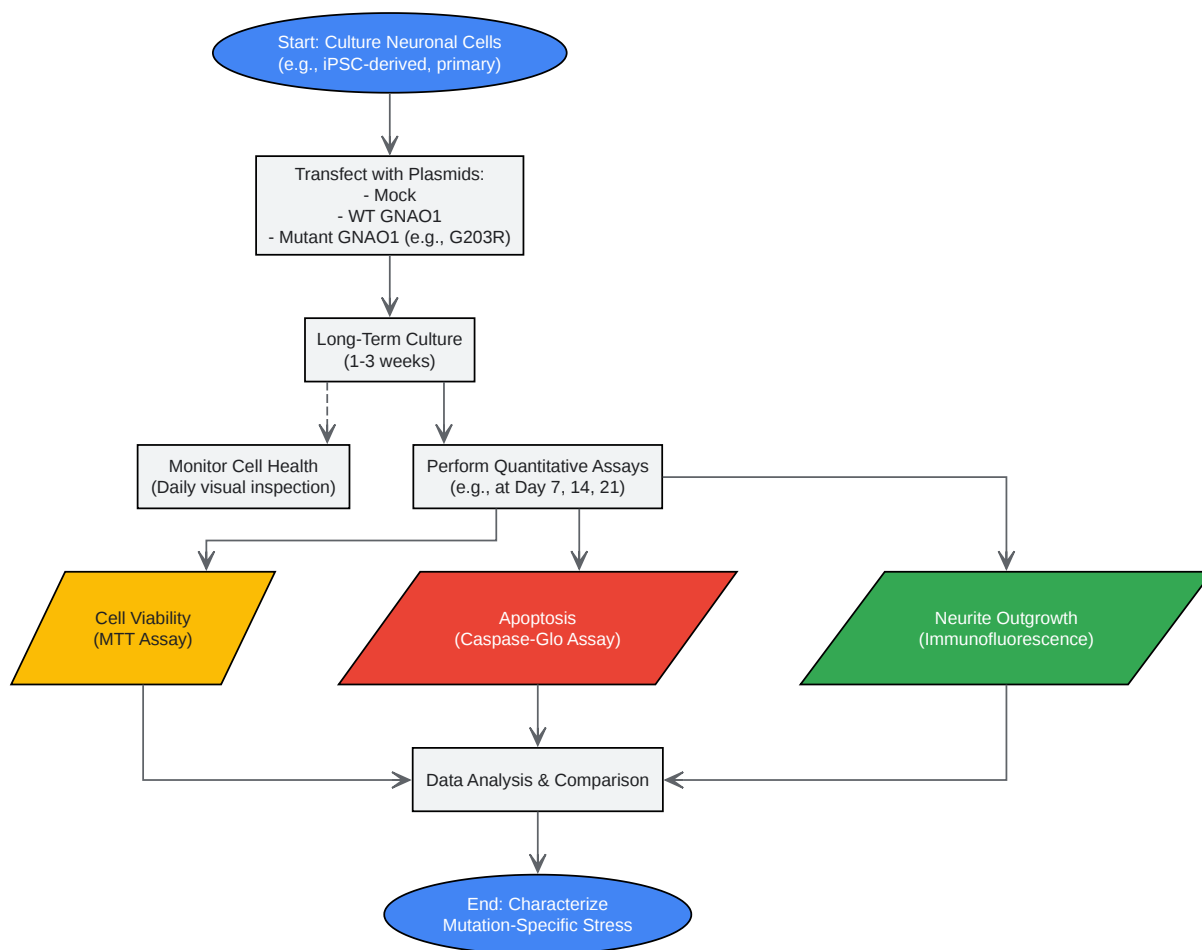 Start: Culture Neuronal Cells
(e.g., iPSC-derived, primary)
Transfect with Plasmids:
- Mock
- WT GNAO1
- Mutant GNAO1 (e.g., G203R)
Long-Term Culture
(1-3 weeks)
Monitor Cell Health
(Daily visual inspection)
Perform Quantitative Assays
(e.g., at Day 7, 14, 21)
Cell Viability
(MTT Assay)
Apoptosis
(Caspase-Glo Assay)
Neurite Outgrowth
(Immunofluorescence)
Data Analysis & Comparison
End: Characterize
Mutation-Specific Stress